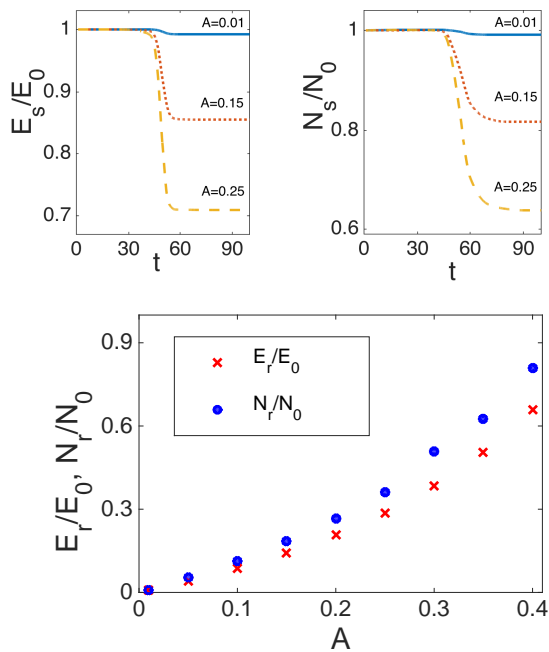 E_s/E_0
1
0.9
0.8
0.7
A=0.01
A=0.15
A=0.25
0 30 60 90
t
N_s/N_0
1
0.8
0.6
A=0.01
A=0.15
A=0.25
0 30 60 90
t
E_r/E_0, N_r/N_0
0.9
0.6
0.3
0
E_r/E_0
N_r/N_0
0 0.1 0.2 0.3 0.4
A